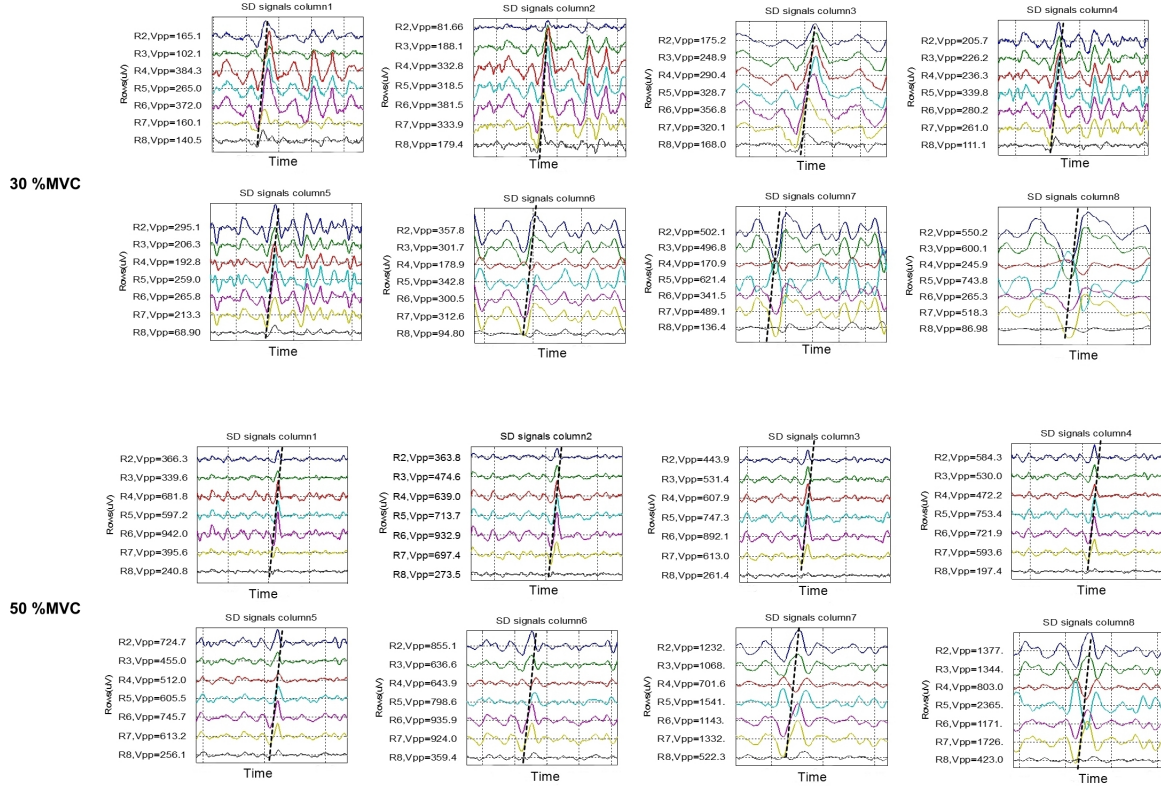 SD signals column1
R2,Vpp=165.1
R3,Vpp=102.1
R4,Vpp=384.3
R5,Vpp=265.0
R6,Vpp=372.0
R7,Vpp=160.1
R8,Vpp=140.5
Rows(uV)
Time
SD signals column2
R2,Vpp=81.66
R3,Vpp=188.1
R4,Vpp=332.8
R5,Vpp=318.5
R6,Vpp=381.5
R7,Vpp=333.9
R8,Vpp=179.4
Rows(uV)
Time
SD signals column3
R2,Vpp=175.2
R3,Vpp=248.9
R4,Vpp=290.4
R5,Vpp=328.7
R6,Vpp=356.8
R7,Vpp=320.1
R8,Vpp=168.0
Rows(uV)
Time
SD signals column4
R2,Vpp=205.7
R3,Vpp=226.2
R4,Vpp=236.3
R5,Vpp=339.8
R6,Vpp=280.2
R7,Vpp=261.0
R8,Vpp=111.1
Rows(uV)
Time
30 %MVC
SD signals column5
R2,Vpp=295.1
R3,Vpp=206.3
R4,Vpp=192.8
R5,Vpp=259.0
R6,Vpp=265.8
R7,Vpp=213.3
R8,Vpp=68.90
Rows(uV)
Time
SD signals column6
R2,Vpp=357.8
R3,Vpp=301.7
R4,Vpp=178.9
R5,Vpp=342.8
R6,Vpp=300.5
R7,Vpp=312.6
R8,Vpp=94.80
Rows(uV)
Time
SD signals column7
R2,Vpp=502.1
R3,Vpp=496.8
R4,Vpp=170.9
R5,Vpp=621.4
R6,Vpp=341.5
R7,Vpp=489.1
R8,Vpp=136.4
Rows(uV)
Time
SD signals column8
R2,Vpp=550.2
R3,Vpp=600.1
R4,Vpp=245.9
R5,Vpp=743.8
R6,Vpp=265.3
R7,Vpp=518.3
R8,Vpp=86.98
Rows(uV)
Time
SD signals column1
R2,Vpp=366.3
R3,Vpp=339.6
R4,Vpp=681.8
R5,Vpp=597.2
R6,Vpp=942.0
R7,Vpp=395.6
R8,Vpp=240.8
Rows(uV)
Time
SD signals column2
R2,Vpp=363.8
R3,Vpp=474.6
R4,Vpp=639.0
R5,Vpp=713.7
R6,Vpp=932.9
R7,Vpp=697.4
R8,Vpp=273.5
Rows(uV)
Time
SD signals column3
R2,Vpp=443.9
R3,Vpp=531.4
R4,Vpp=607.9
R5,Vpp=747.3
R6,Vpp=892.1
R7,Vpp=613.0
R8,Vpp=261.4
Rows(uV)
Time
SD signals column4
R2,Vpp=584.3
R3,Vpp=530.0
R4,Vpp=472.2
R5,Vpp=753.4
R6,Vpp=721.9
R7,Vpp=593.6
R8,Vpp=197.4
Rows(uV)
Time
50 %MVC
SD signals column5
R2,Vpp=724.7
R3,Vpp=455.0
R4,Vpp=512.0
R5,Vpp=605.5
R6,Vpp=745.7
R7,Vpp=613.2
R8,Vpp=256.1
Rows(uV)
Time
SD signals column6
R2,Vpp=855.1
R3,Vpp=636.6
R4,Vpp=643.9
R5,Vpp=798.6
R6,Vpp=935.9
R7,Vpp=924.0
R8,Vpp=359.4
Rows(uV)
Time
SD signals column7
R2,Vpp=1232.
R3,Vpp=1068.
R4,Vpp=701.6
R5,Vpp=1541.
R6,Vpp=1143.
R7,Vpp=1332.
R8,Vpp=522.3
Rows(uV)
Time
SD signals column8
R2,Vpp=1377.
R3,Vpp=1344.
R4,Vpp=803.0
R5,Vpp=2365.
R6,Vpp=1171.
R7,Vpp=1726.
R8,Vpp=423.0
Rows(uV)
Time